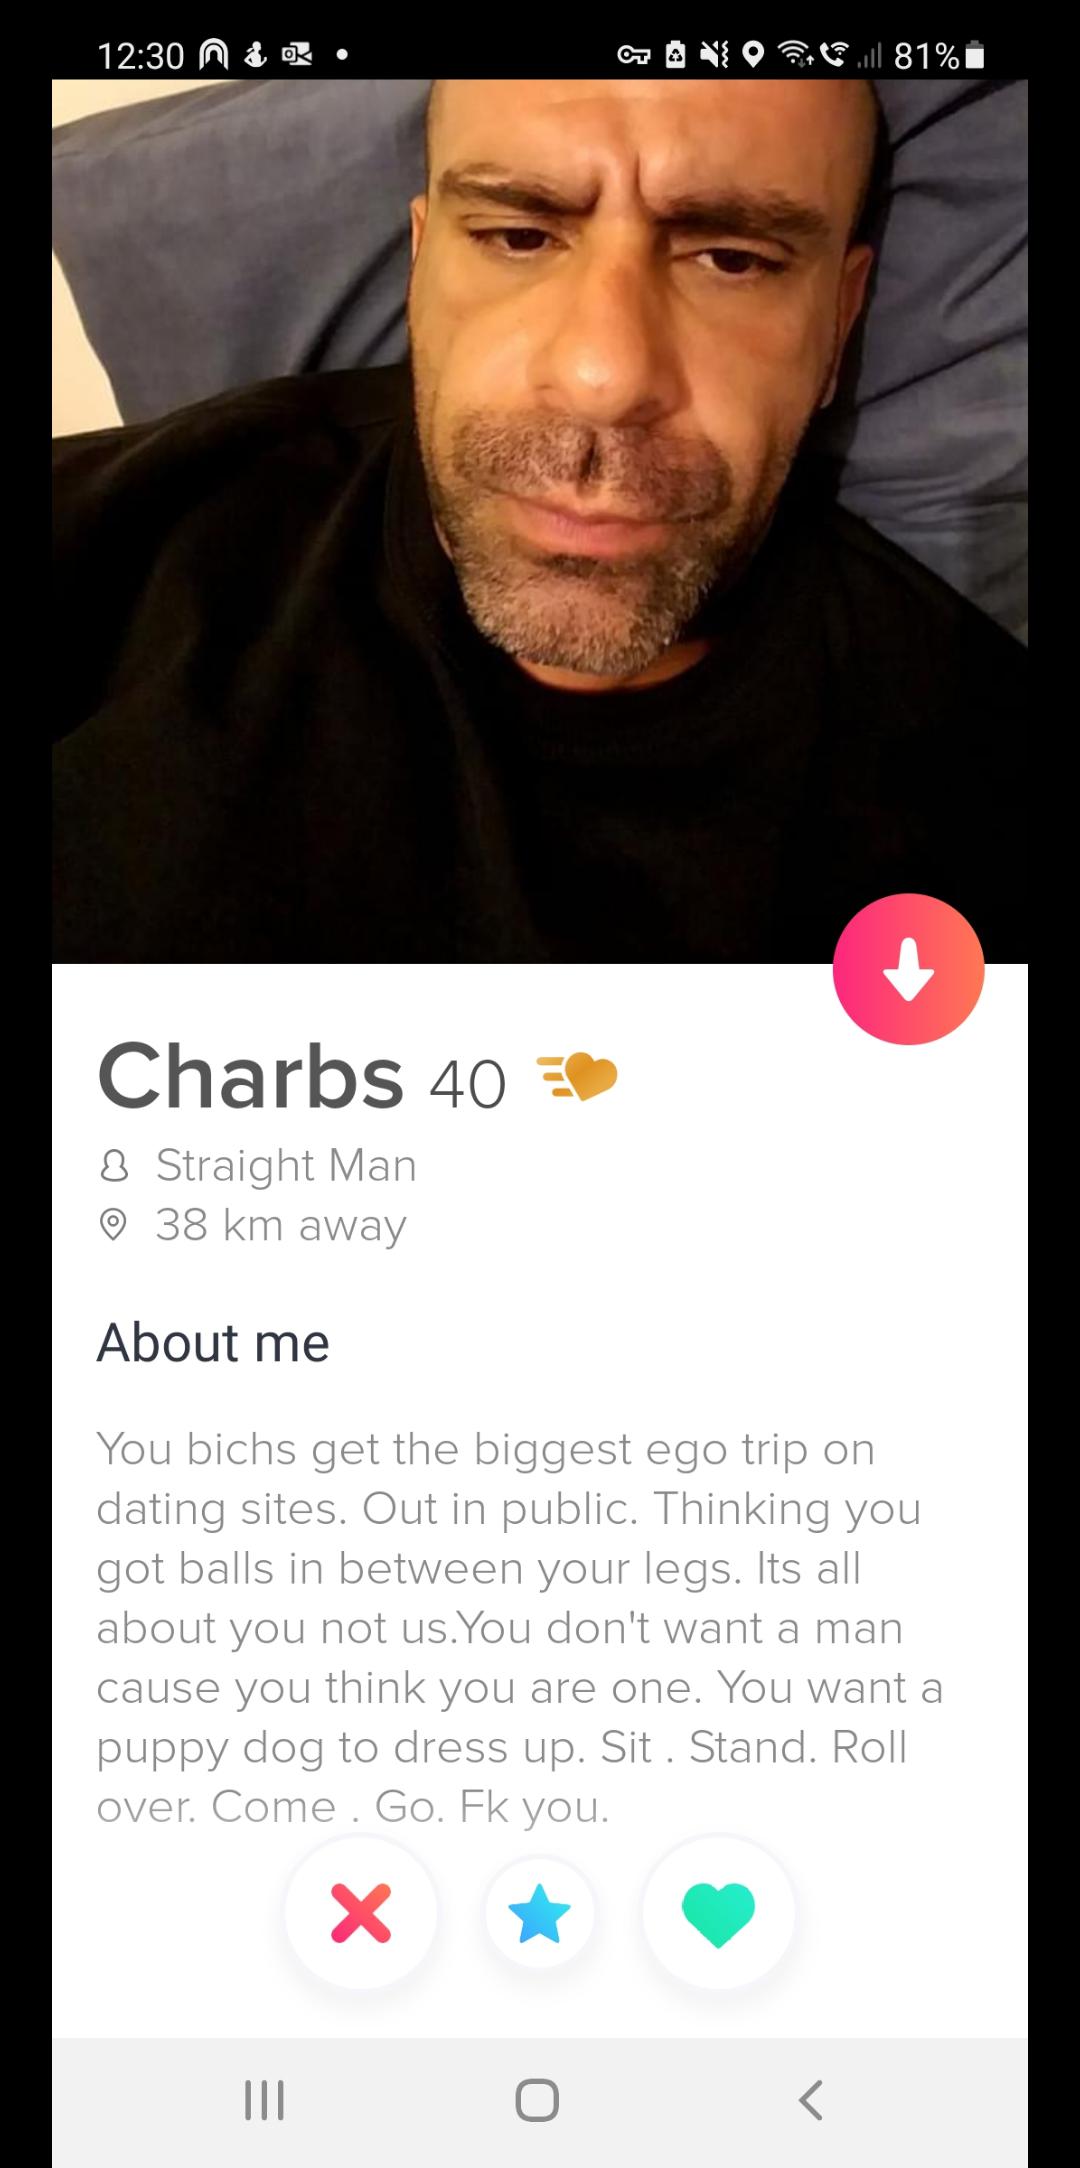 12:30 81%
Charbs 40
Straight Man
38 km away
About me
You bichs get the biggest ego trip on
dating sites. Out in public. Thinking you
got balls in between your legs. Its all
about you not us.You don't want a man
cause you think you are one. You want a
puppy dog to dress up. Sit . Stand. Roll
over. Come . Go. Fk you.